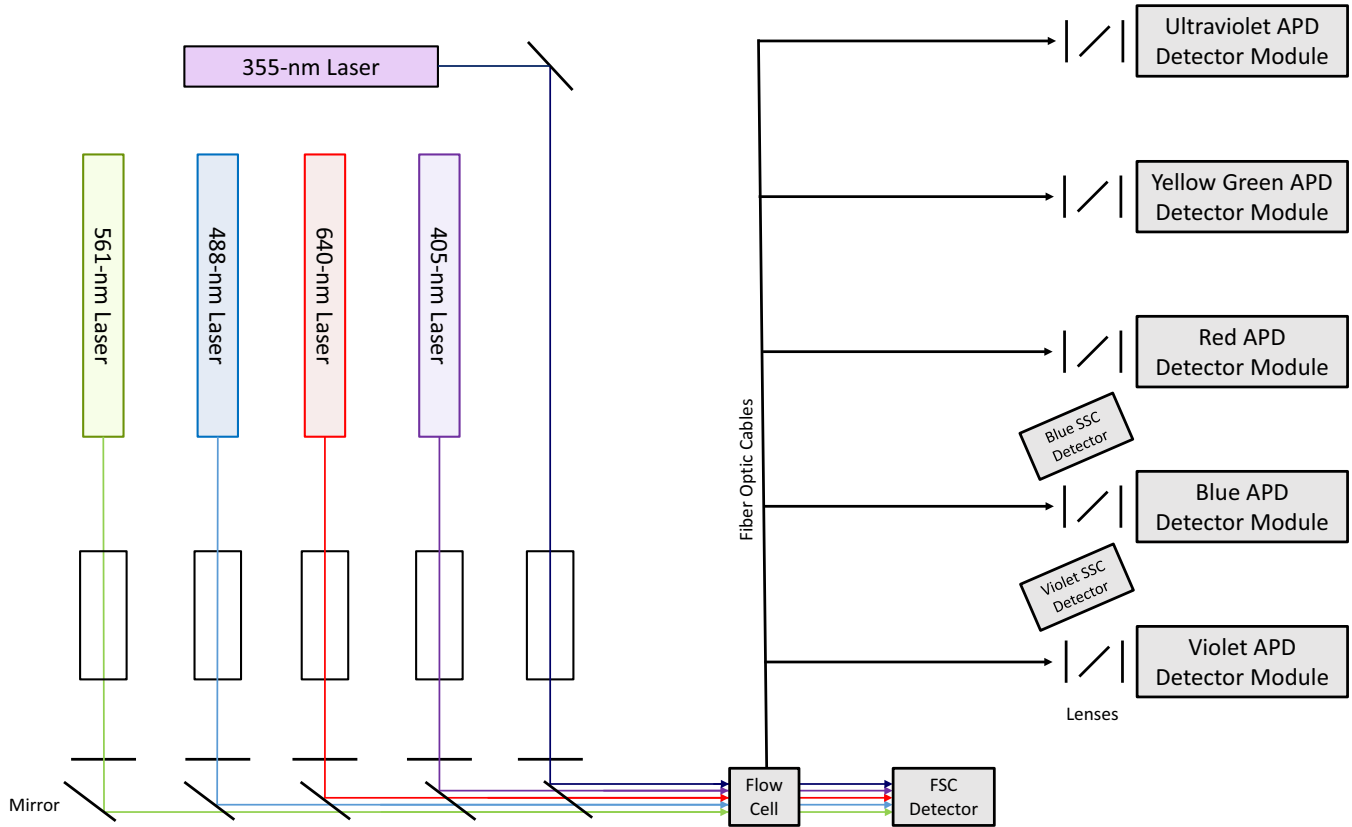 355-nm Laser
561-nm Laser
488-nm Laser
640-nm Laser
405-nm Laser
Mirror
Flow
Cell
FSC
Detector
Fiber Optic Cables
Ultraviolet APD
Detector Module
Yellow Green APD
Detector Module
Red APD
Detector Module
Blue SSC
Detector
Blue APD
Detector Module
Violet SSC
Detector
Violet APD
Detector Module
Lenses